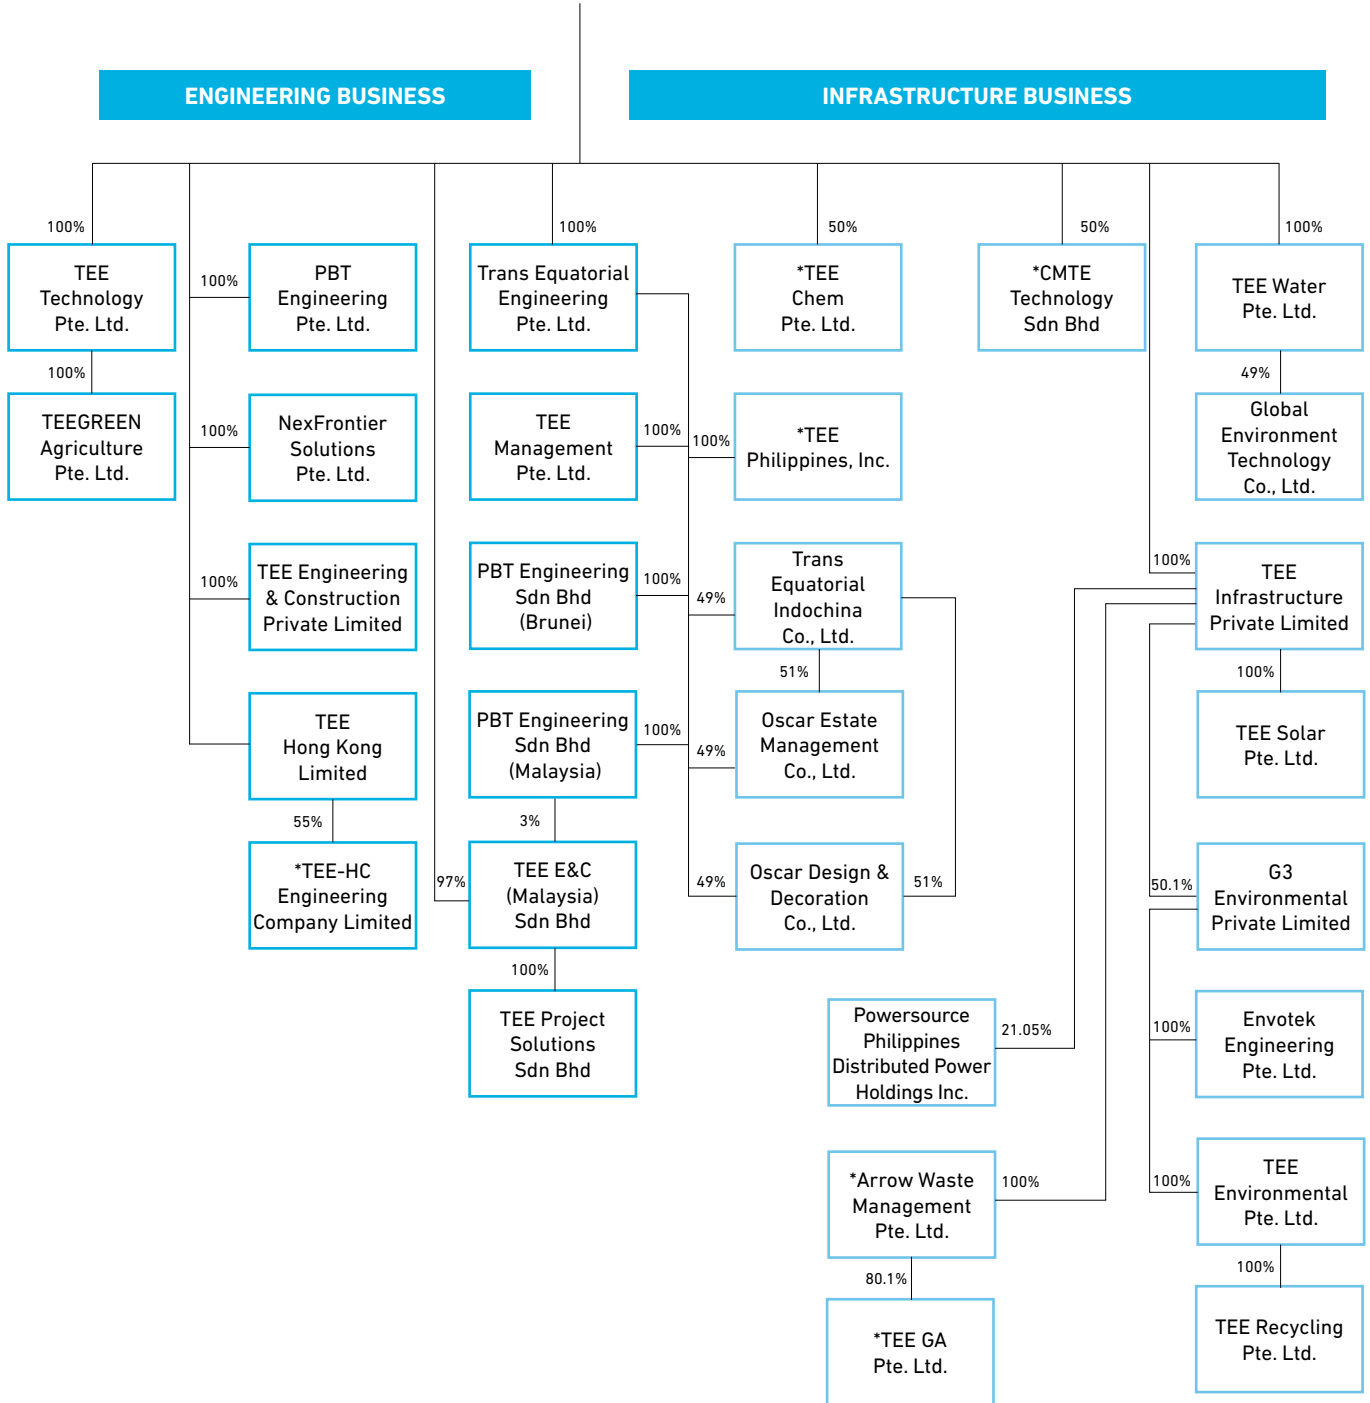 ENGINEERING BUSINESS
INFRASTRUCTURE BUSINESS
100%
100%
50%
50%
100%
TEE
Technology
Pte. Ltd.
100%
PBT
Engineering
Pte. Ltd.
Trans Equatorial
Engineering
Pte. Ltd.
*TEE
Chem
Pte. Ltd.
*CMTE
Technology
Sdn Bhd
TEE Water
Pte. Ltd.
100%
49%
TEEGREEN
Agriculture
Pte. Ltd.
100%
NexFrontier
Solutions
Pte. Ltd.
TEE
Management
Pte. Ltd.
100%
100%
*TEE
Philippines, Inc.
Global
Environment
Technology
Co., Ltd.
100%
TEE Engineering
& Construction
Private Limited
PBT Engineering
Sdn Bhd
(Brunei)
100%
49%
Trans
Equatorial
Indochina
Co., Ltd.
100%
TEE
Infrastructure
Private Limited
51%
100%
TEE
Hong Kong
Limited
PBT Engineering
Sdn Bhd
(Malaysia)
100%
49%
Oscar Estate
Management
Co., Ltd.
TEE Solar
Pte. Ltd.
55%
3%
*TEE-HC
Engineering
Company Limited
97%
TEE E&C
(Malaysia)
Sdn Bhd
49%
Oscar Design &
Decoration
Co., Ltd.
51%
50.1%
G3
Environmental
Private Limited
100%
TEE Project
Solutions
Sdn Bhd
Powersource
Philippines
Distributed Power
Holdings Inc.
21.05%
100%
Envotek
Engineering
Pte. Ltd.
*Arrow Waste
Management
Pte. Ltd.
100%
100%
TEE
Environmental
Pte. Ltd.
80.1%
100%
*TEE GA
Pte. Ltd.
TEE Recycling
Pte. Ltd.